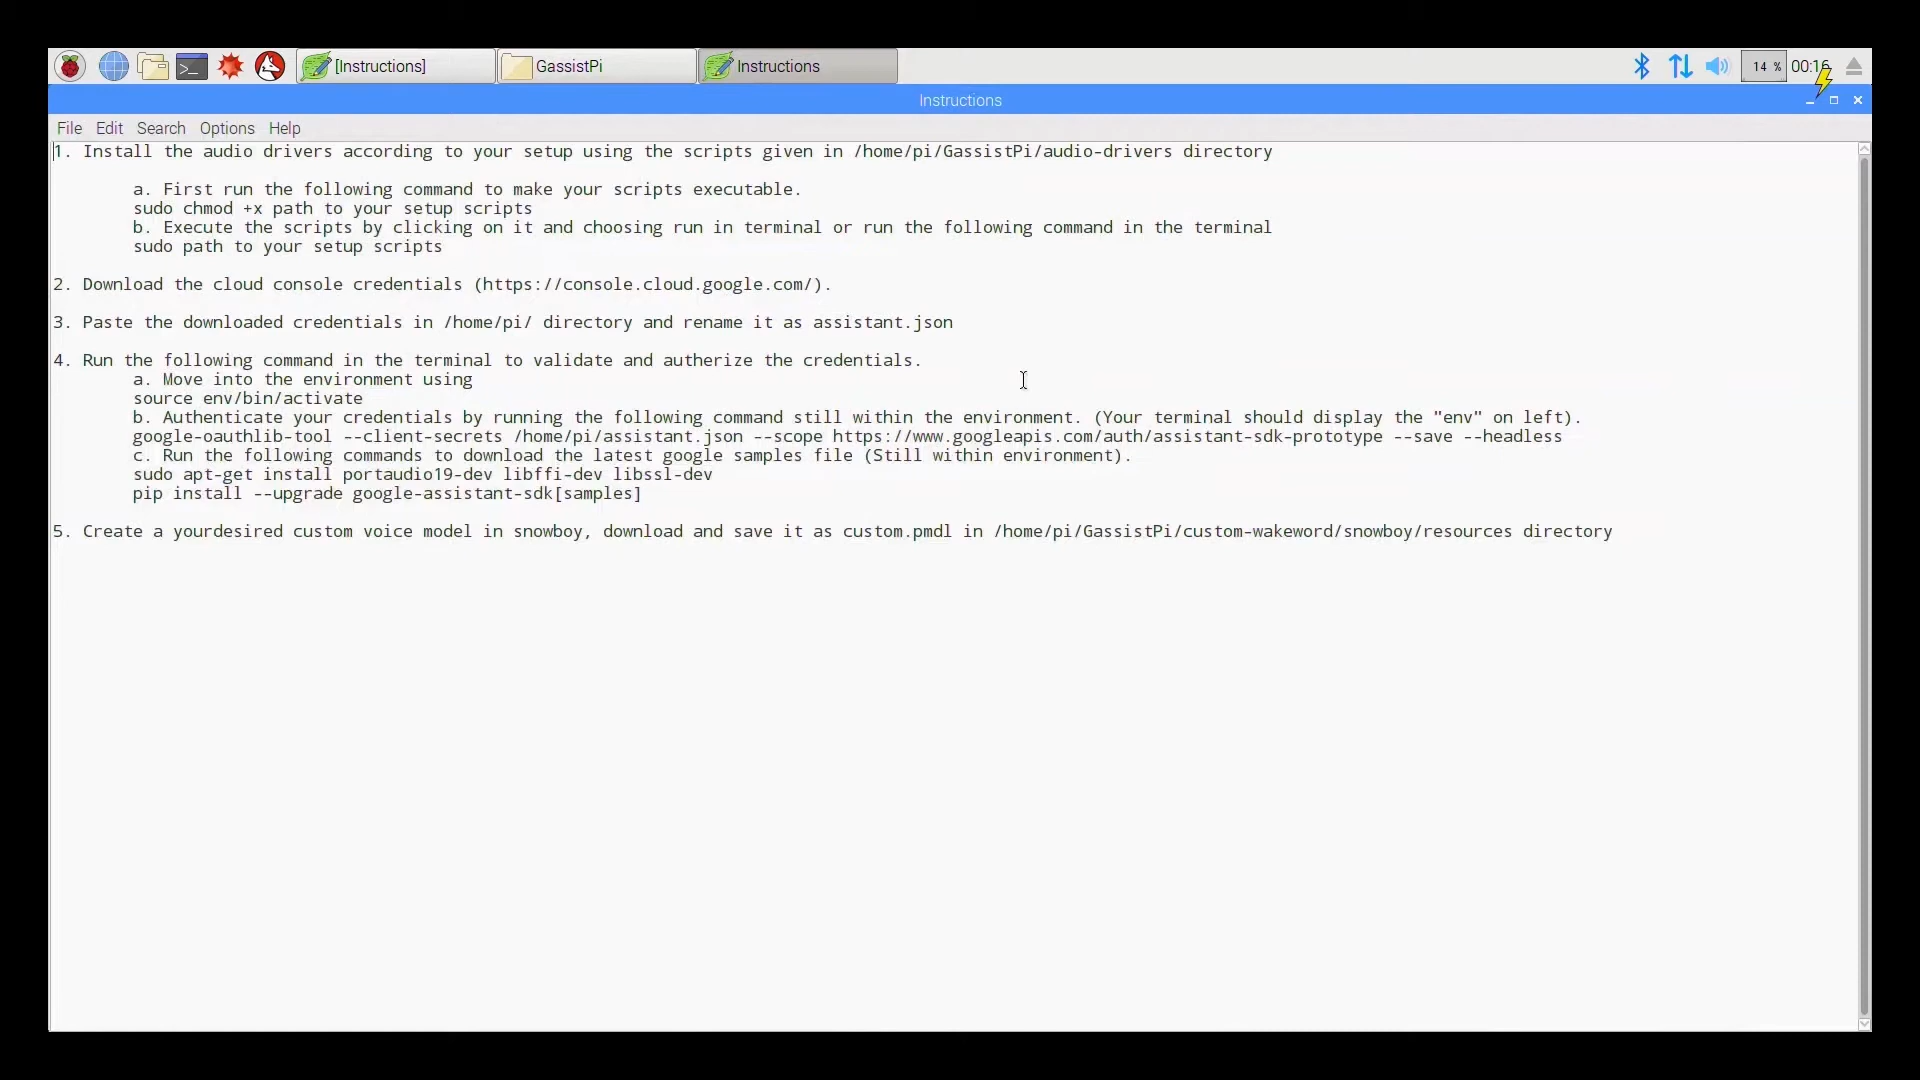 [Instructions]
GassistPi
Instructions
14 %
00:16
Instructions
File Edit Search Options Help
1. Install the audio drivers according to your setup using the scripts given in /home/pi/GassistPi/audio-drivers directory
a. First run the following command to make your scripts executable.
sudo chmod +x path to your setup scripts
b. Execute the scripts by clicking on it and choosing run in terminal or run the following command in the terminal
sudo path to your setup scripts
2. Download the cloud console credentials (https://console.cloud.google.com/).
3. Paste the downloaded credentials in /home/pi/ directory and rename it as assistant.json
4. Run the following command in the terminal to validate and autherize the credentials.
a. Move into the environment using
source env/bin/activate
b. Authenticate your credentials by running the following command still within the environment. (Your terminal should display the "env" on left).
google-oauthlib-tool --client-secrets /home/pi/assistant.json --scope https://www.googleapis.com/auth/assistant-sdk-prototype --save --headless
c. Run the following commands to download the latest google samples file (Still within environment).
sudo apt-get install portaudio19-dev libffi-dev libssl-dev
pip install --upgrade google-assistant-sdk[samples]
5. Create a yourdesired custom voice model in snowboy, download and save it as custom.pmdl in /home/pi/GassistPi/custom-wakeword/snowboy/resources directory